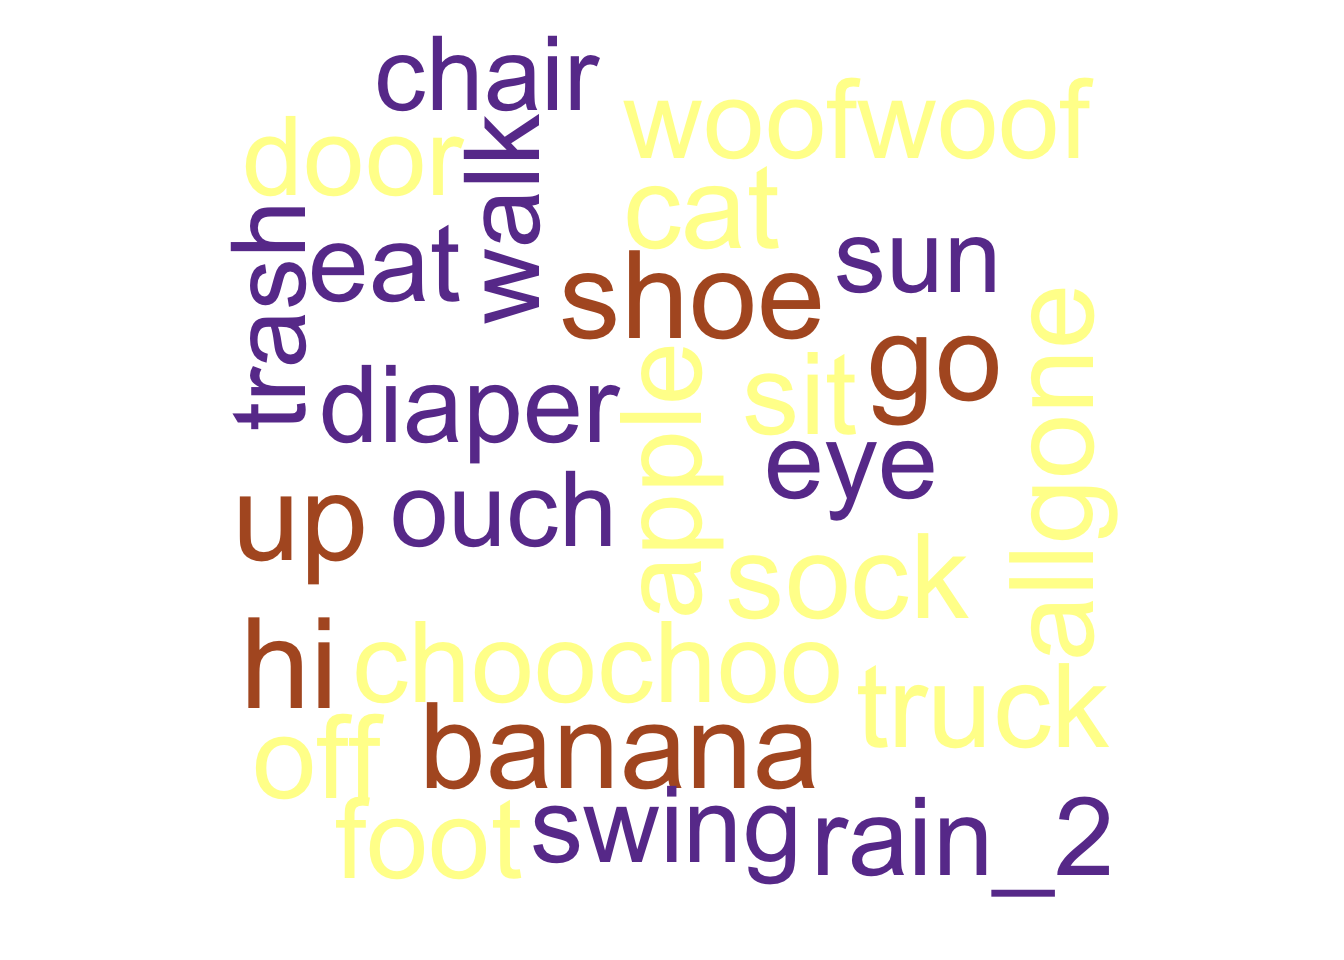 chair
woofwoof
door
walk
cat
trash
eat
sun
shoe
go
allgone
diaper
apple
sit
eye
up
ouch
sock
hi
choochoo
truck
off
banana
foot
swing
rain_2